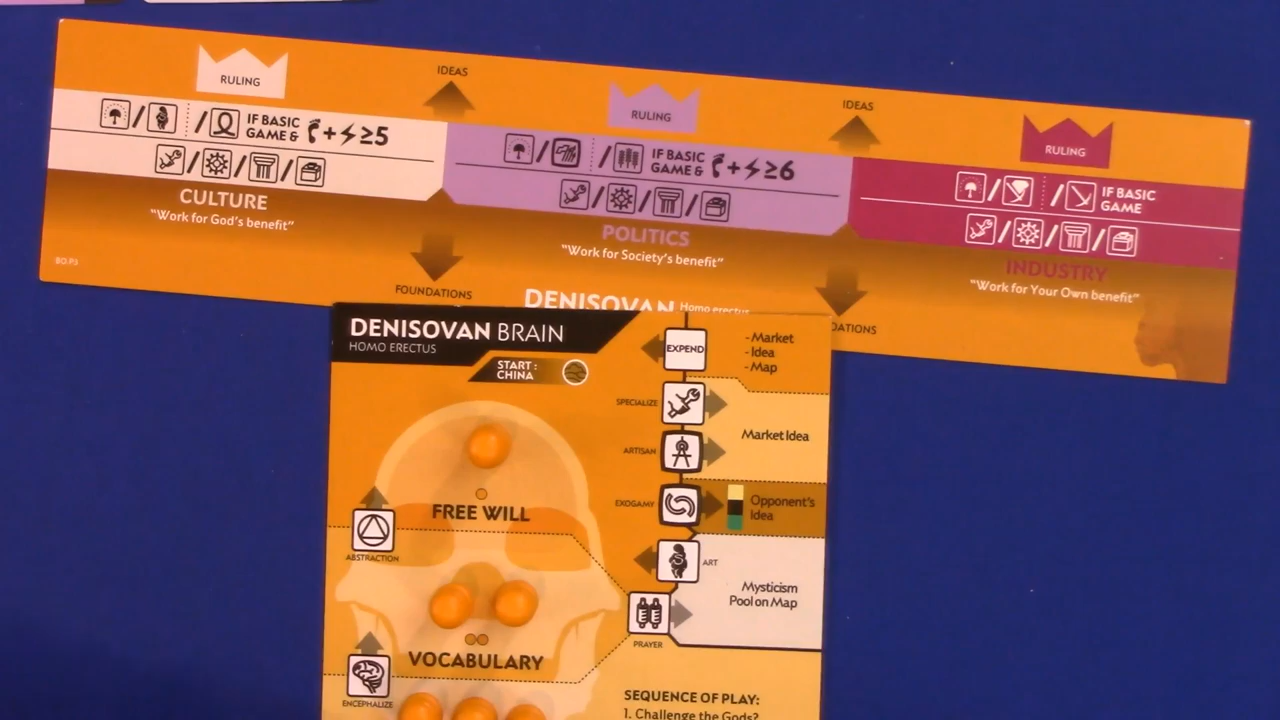 RULING
IF BASIC
GAME &
+ ≥5
CULTURE
"Work for God's benefit"
BO.P3
IDEAS
FOUNDATIONS
RULING
IF BASIC
GAME &
+ ≥6
POLITICS
"Work for Society's benefit"
DENISOVAN Homo erectus
IDEAS
DATIONS
RULING
IF BASIC
GAME
INDUSTRY
"Work for Your Own benefit"
DENISOVAN BRAIN
HOMO ERECTUS
START :
CHINA
FREE WILL
ABSTRACTION
VOCABULARY
ENCEPHALIZE
EXPEND
- Market
- Idea
- Map
SPECIALIZE
Market Idea
ARTISAN
EXOGAMY
Opponent's
Idea
ART
Mysticism
Pool on Map
PRAYER
SEQUENCE OF PLAY:
1. Challenge the Gods?